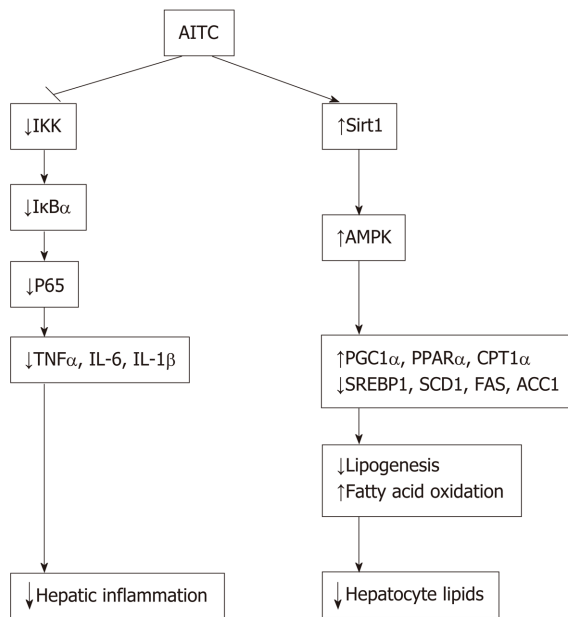 AITC
↓IKK
↓IκBα
↓P65
↓TNFα, IL-6, IL-1β
↓Hepatic inflammation
↑Sirt1
↑AMPK
↑PGC1α, PPARα, CPT1α
↓SREBP1, SCD1, FAS, ACC1
↓Lipogenesis
↑Fatty acid oxidation
↓Hepatocyte lipids